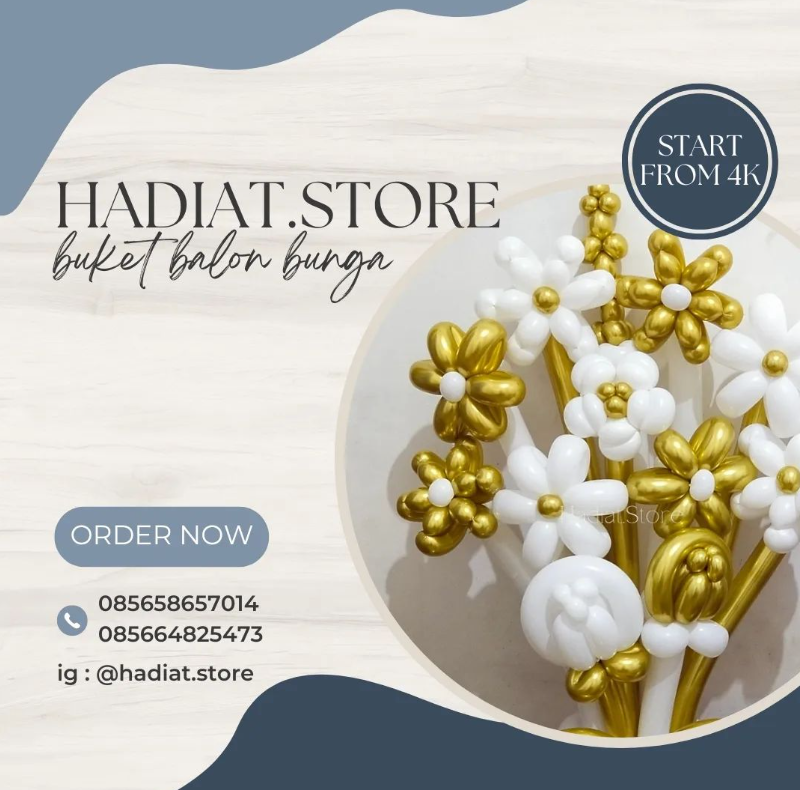 START
FROM 4K
HADIAT.STORE
buket balon bunga
Hadiat.Store
ORDER NOW
085658657014
085664825473
ig : @hadiat.store